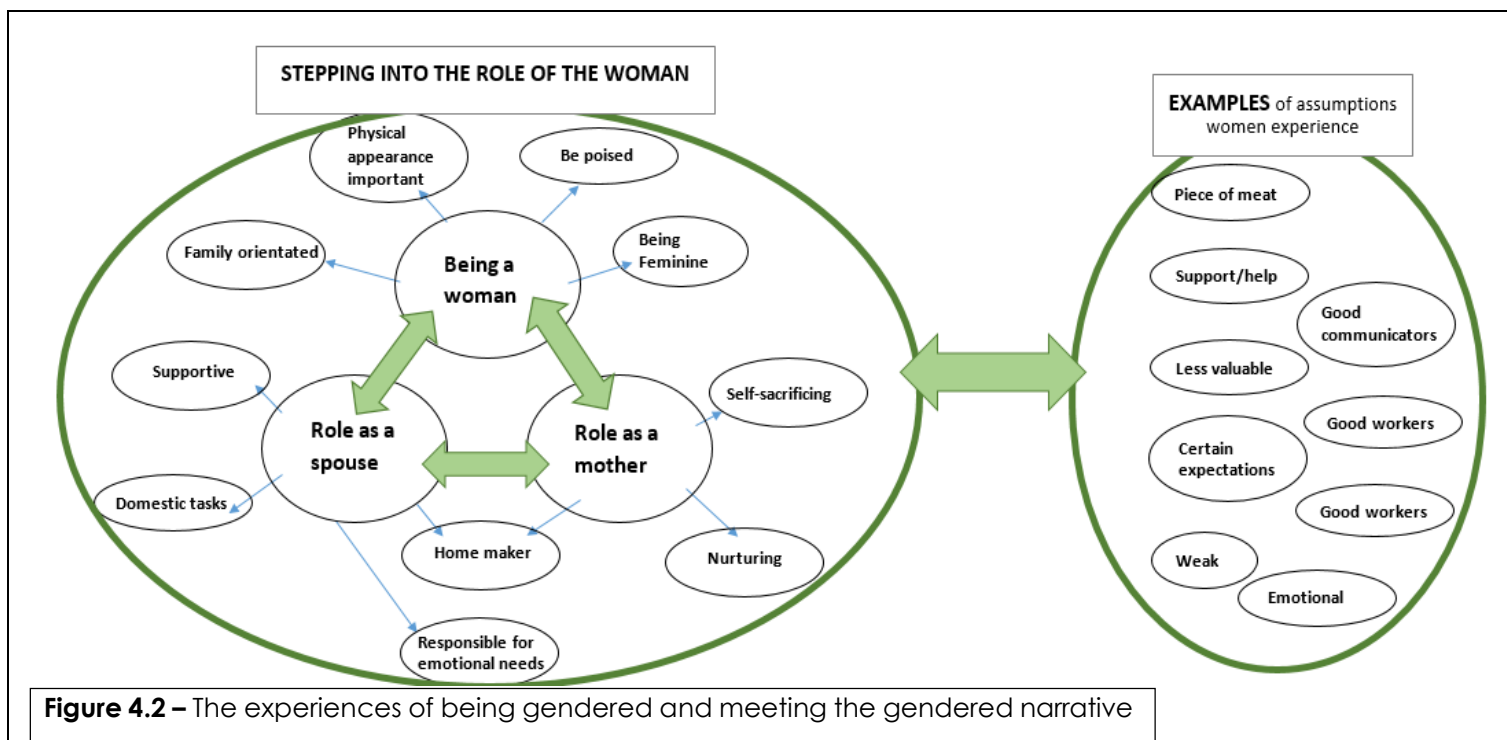 STEPPING INTO THE ROLE OF THE WOMAN
Physical
appearance
important
Be poised
Family orientated
Being
Feminine
Being a
woman
Supportive
Self-sacrificing
Role as a
spouse
Role as a
mother
Domestic tasks
Home maker
Nurturing
Responsible for
emotional needs
EXAMPLES of assumptions
women experience
Piece of meat
Support/help
Good
communicators
Less valuable
Good workers
Certain
expectations
Good workers
Weak
Emotional
Figure 4.2 – The experiences of being gendered and meeting the gendered narrative